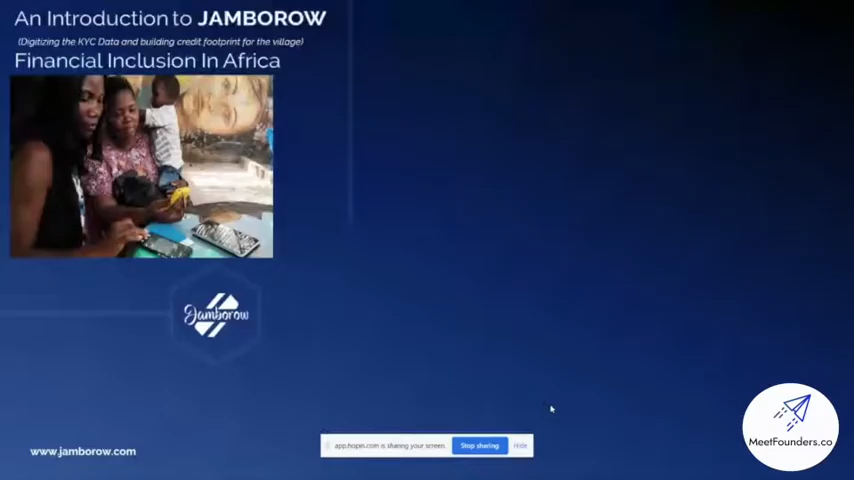 An Introduction to JAMBOROW
(Digitizing the KYC Data and building credit footprint for the village)
Financial Inclusion In Africa
Jamborow
www.jamborow.com
app.hopin.com is sharing your screen.
Stop sharing
Hide
MeetFounders.co